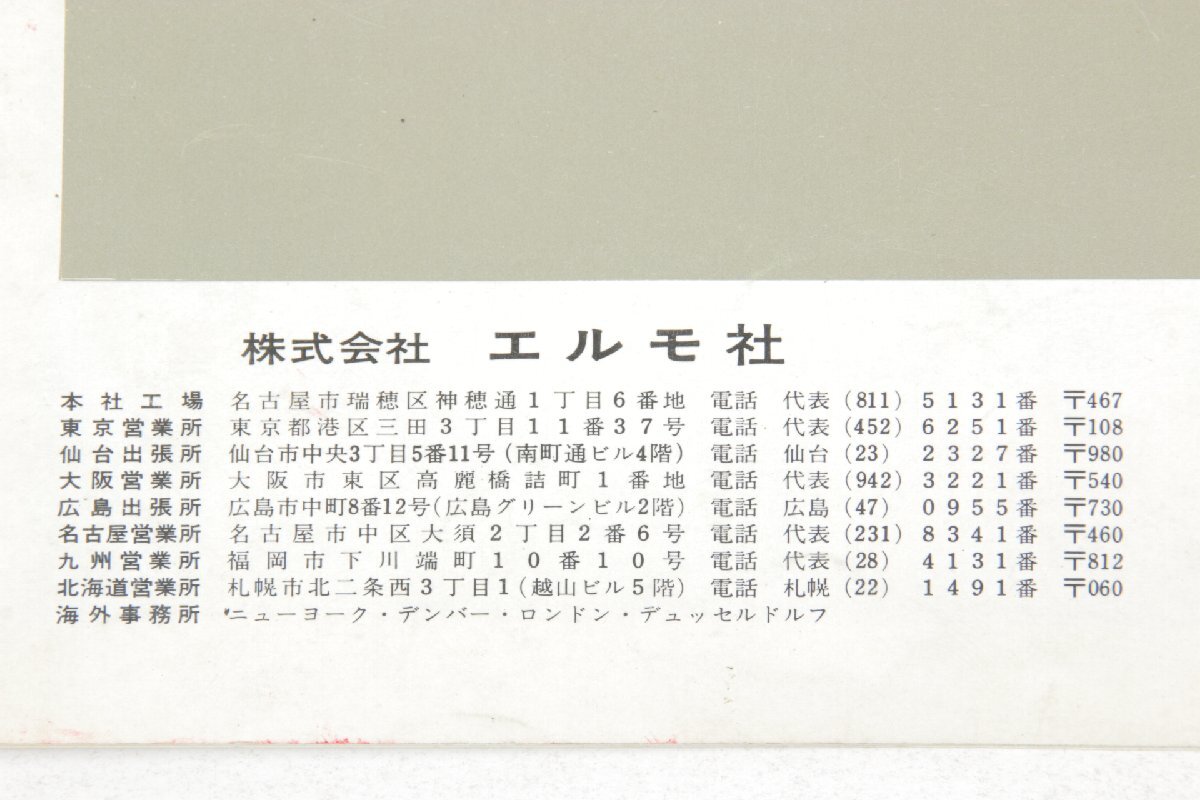 株式会社 エルモ社
本社工場 名古屋市瑞穂区神穂通1丁目6番地 電話 代表(811)5131番 〒467
東京営業所 東京都港区三田3丁目11番37号 電話 代表(452)6251番 〒108
仙台出張所 仙台市中央3丁目5番11号(南町通ビル4階) 電話 仙台(23)2327番 〒980
大阪営業所 大阪市東区高麗橋詰町1番地 電話 代表(942)3221番 〒540
広島出張所 広島市中町8番12号(広島グリーンビル2階) 電話 広島(47)0955番 〒730
名古屋営業所 名古屋市中区大須2丁目2番6号 電話 代表(231)8341番 〒460
九州営業所 福岡市下川端町10番10号 電話 代表(28)4131番 〒812
北海道営業所 札幌市北二条西3丁目1(越山ビル5階) 電話 札幌(22)1491番 〒060
海外事務所 ニューヨーク・デンバー・ロンドン・デュッセルドルフ